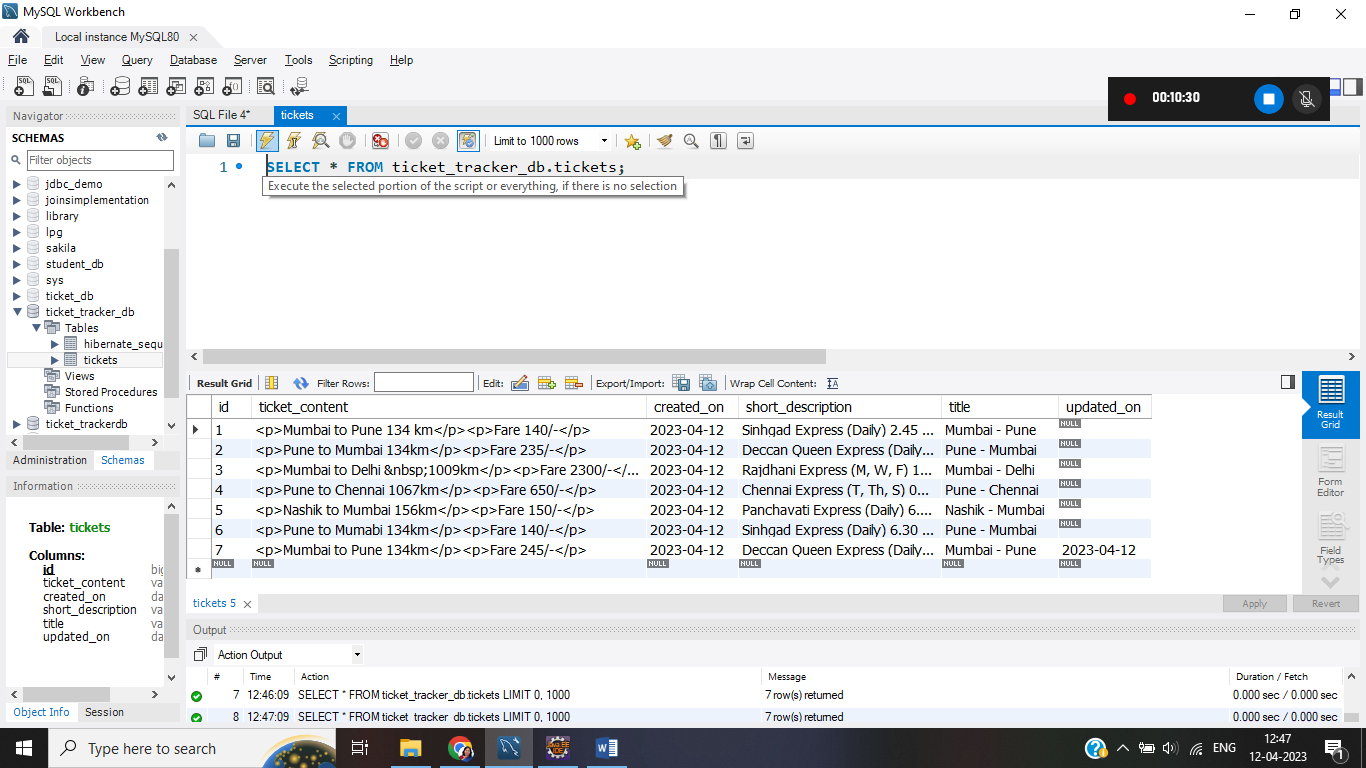 MySQL Workbench
Local instance MySQL80
File Edit View Query Database Server Tools Scripting Help
00:10:30
Navigator
SCHEMAS
Filter objects
jdbc_demo
joinsimplementation
library
lpg
sakila
student_db
sys
ticket_db
ticket_tracker_db
Tables
hibernate_sequ
tickets
Views
Stored Procedures
Functions
ticket_trackerdb
Administration Schemas
Information
Table: tickets
Columns:
id big
ticket_content va
created_on da
short_description va
title va
updated_on da
Object Info Session
SQL File 4* tickets
Limit to 1000 rows
1 SELECT * FROM ticket_tracker_db.tickets;
Execute the selected portion of the script or everything, if there is no selection
Result Grid Filter Rows: Edit: Export/Import: Wrap Cell Content:
id ticket_content created_on short_description title updated_on
1 <p>Mumbai to Pune 134 km</p><p>Fare 140/-</p> 2023-04-12 Sinhgad Express (Daily) 2.45 ... Mumbai - Pune NULL
2 <p>Pune to Mumbai 134km</p><p>Fare 235/-</p> 2023-04-12 Deccan Queen Express (Daily... Pune - Mumbai NULL
3 <p>Mumbai to Delhi &nbsp;1009km</p><p>Fare 2300/-</... 2023-04-12 Rajdhani Express (M, W, F) 1... Mumbai - Delhi NULL
4 <p>Pune to Chennai 1067km</p><p>Fare 650/-</p> 2023-04-12 Chennai Express (T, Th, S) 0... Pune - Chennai NULL
5 <p>Nashik to Mumbai 156km</p><p>Fare 150/-</p> 2023-04-12 Panchavati Express (Daily) 6.... Nashik - Mumbai NULL
6 <p>Pune to Mumabi 134km</p><p>Fare 140/-</p> 2023-04-12 Sinhgad Express (Daily) 6.30 ... Pune - Mumbai NULL
7 <p>Mumbai to Pune 134km</p><p>Fare 245/-</p> 2023-04-12 Deccan Queen Express (Daily... Mumbai - Pune 2023-04-12
NULL NULL NULL NULL NULL NULL
Result Grid
Form Editor
Field Types
tickets 5
Apply Revert
Output
Action Output
# Time Action Message Duration / Fetch
7 12:46:09 SELECT * FROM ticket_tracker_db.tickets LIMIT 0, 1000 7 row(s) returned 0.000 sec / 0.000 sec
8 12:47:09 SELECT * FROM ticket_tracker_db.tickets LIMIT 0, 1000 7 row(s) returned 0.000 sec / 0.000 sec
Type here to search
ENG
12:47
12-04-2023
1